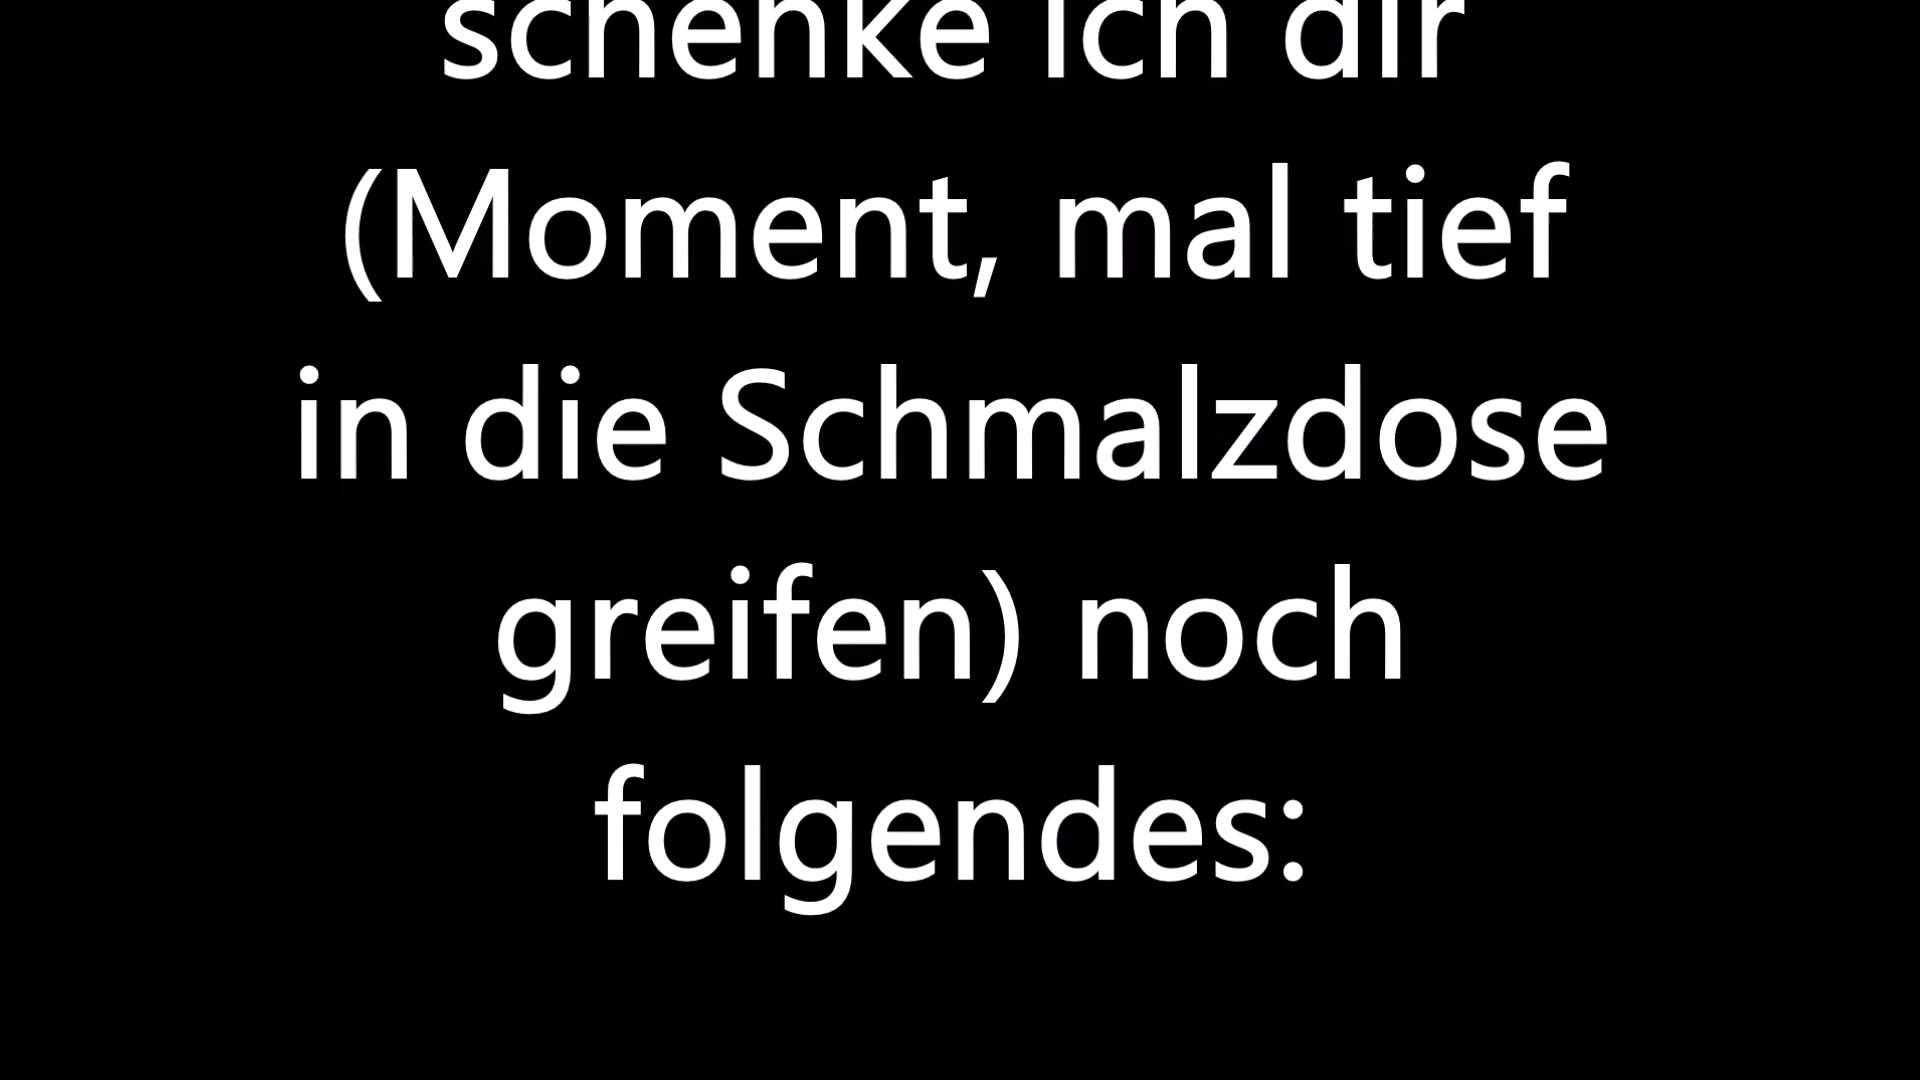 schenke ich dir
(Moment, mal tief
in die Schmalzdose
greifen) noch
folgendes: